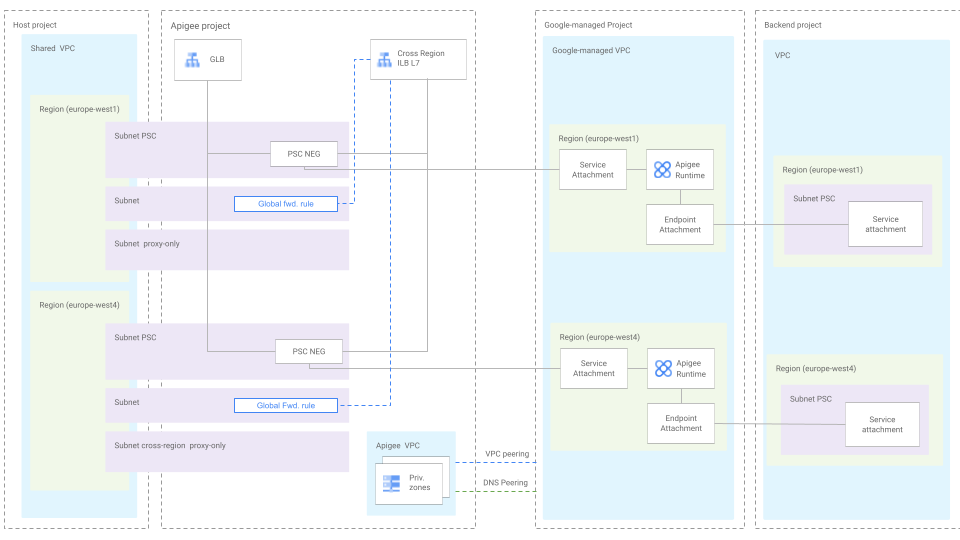 Host project
Shared VPC
Region (europe-west1)
Region (europe-west4)
Apigee project
GLB
Cross Region
ILB L7
Subnet PSC
PSC NEG
Subnet
Global fwd. rule
Subnet proxy-only
Subnet PSC
PSC NEG
Subnet
Global Fwd. rule
Subnet cross-region proxy-only
Apigee VPC
Priv.
zones
VPC peering
DNS Peering
Google-managed Project
Google-managed VPC
Region (europe-west1)
Service
Attachment
Apigee
Runtime
Endpoint
Attachment
Region (europe-west4)
Service
Attachment
Apigee
Runtime
Endpoint
Attachment
Backend project
VPC
Region (europe-west1)
Subnet PSC
Service
attachment
Region (europe-west4)
Subnet PSC
Service
attachment